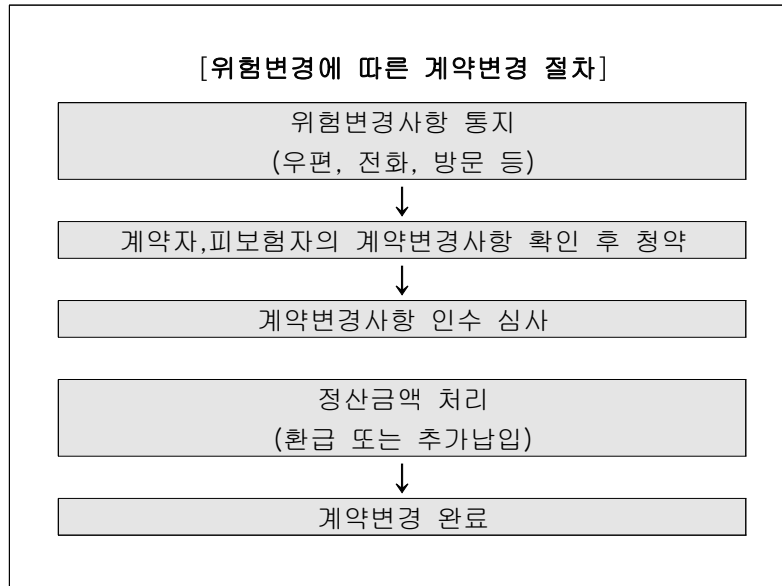 [위험변경에 따른 계약변경 절차]
위험변경사항 통지
(우편, 전화, 방문 등)
↓
계약자,피보험자의 계약변경사항 확인 후 청약
↓
계약변경사항 인수 심사
정산금액 처리
(환급 또는 추가납입)
↓
계약변경 완료